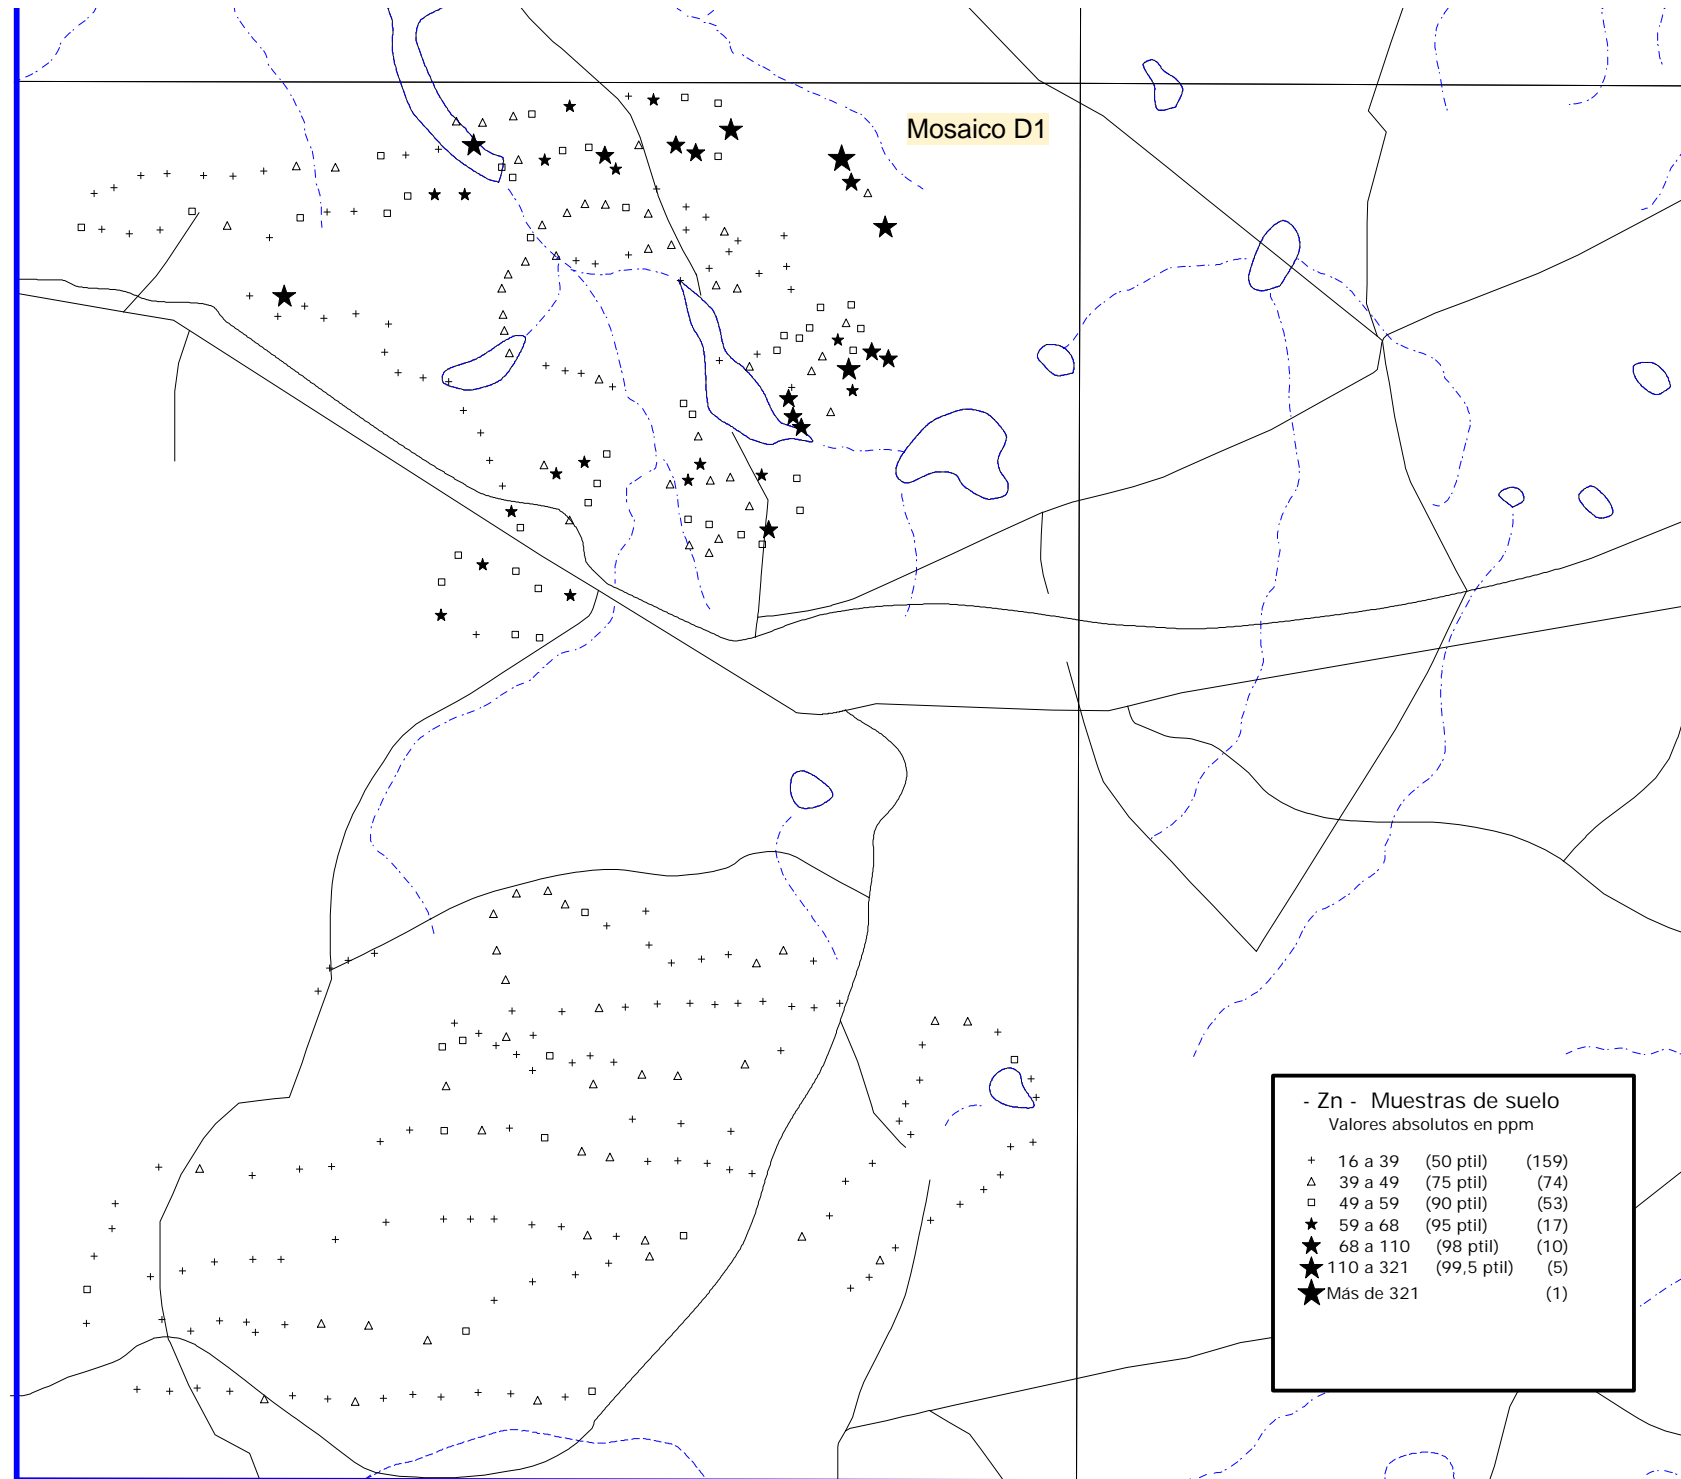 Mosaico D1
- Zn - Muestras de suelo
Valores absolutos en ppm
16 a 39 (50 ptil) (159)
39 a 49 (75 ptil) (74)
49 a 59 (90 ptil) (53)
59 a 68 (95 ptil) (17)
68 a 110 (98 ptil) (10)
110 a 321 (99,5 ptil) (5)
Más de 321 (1)